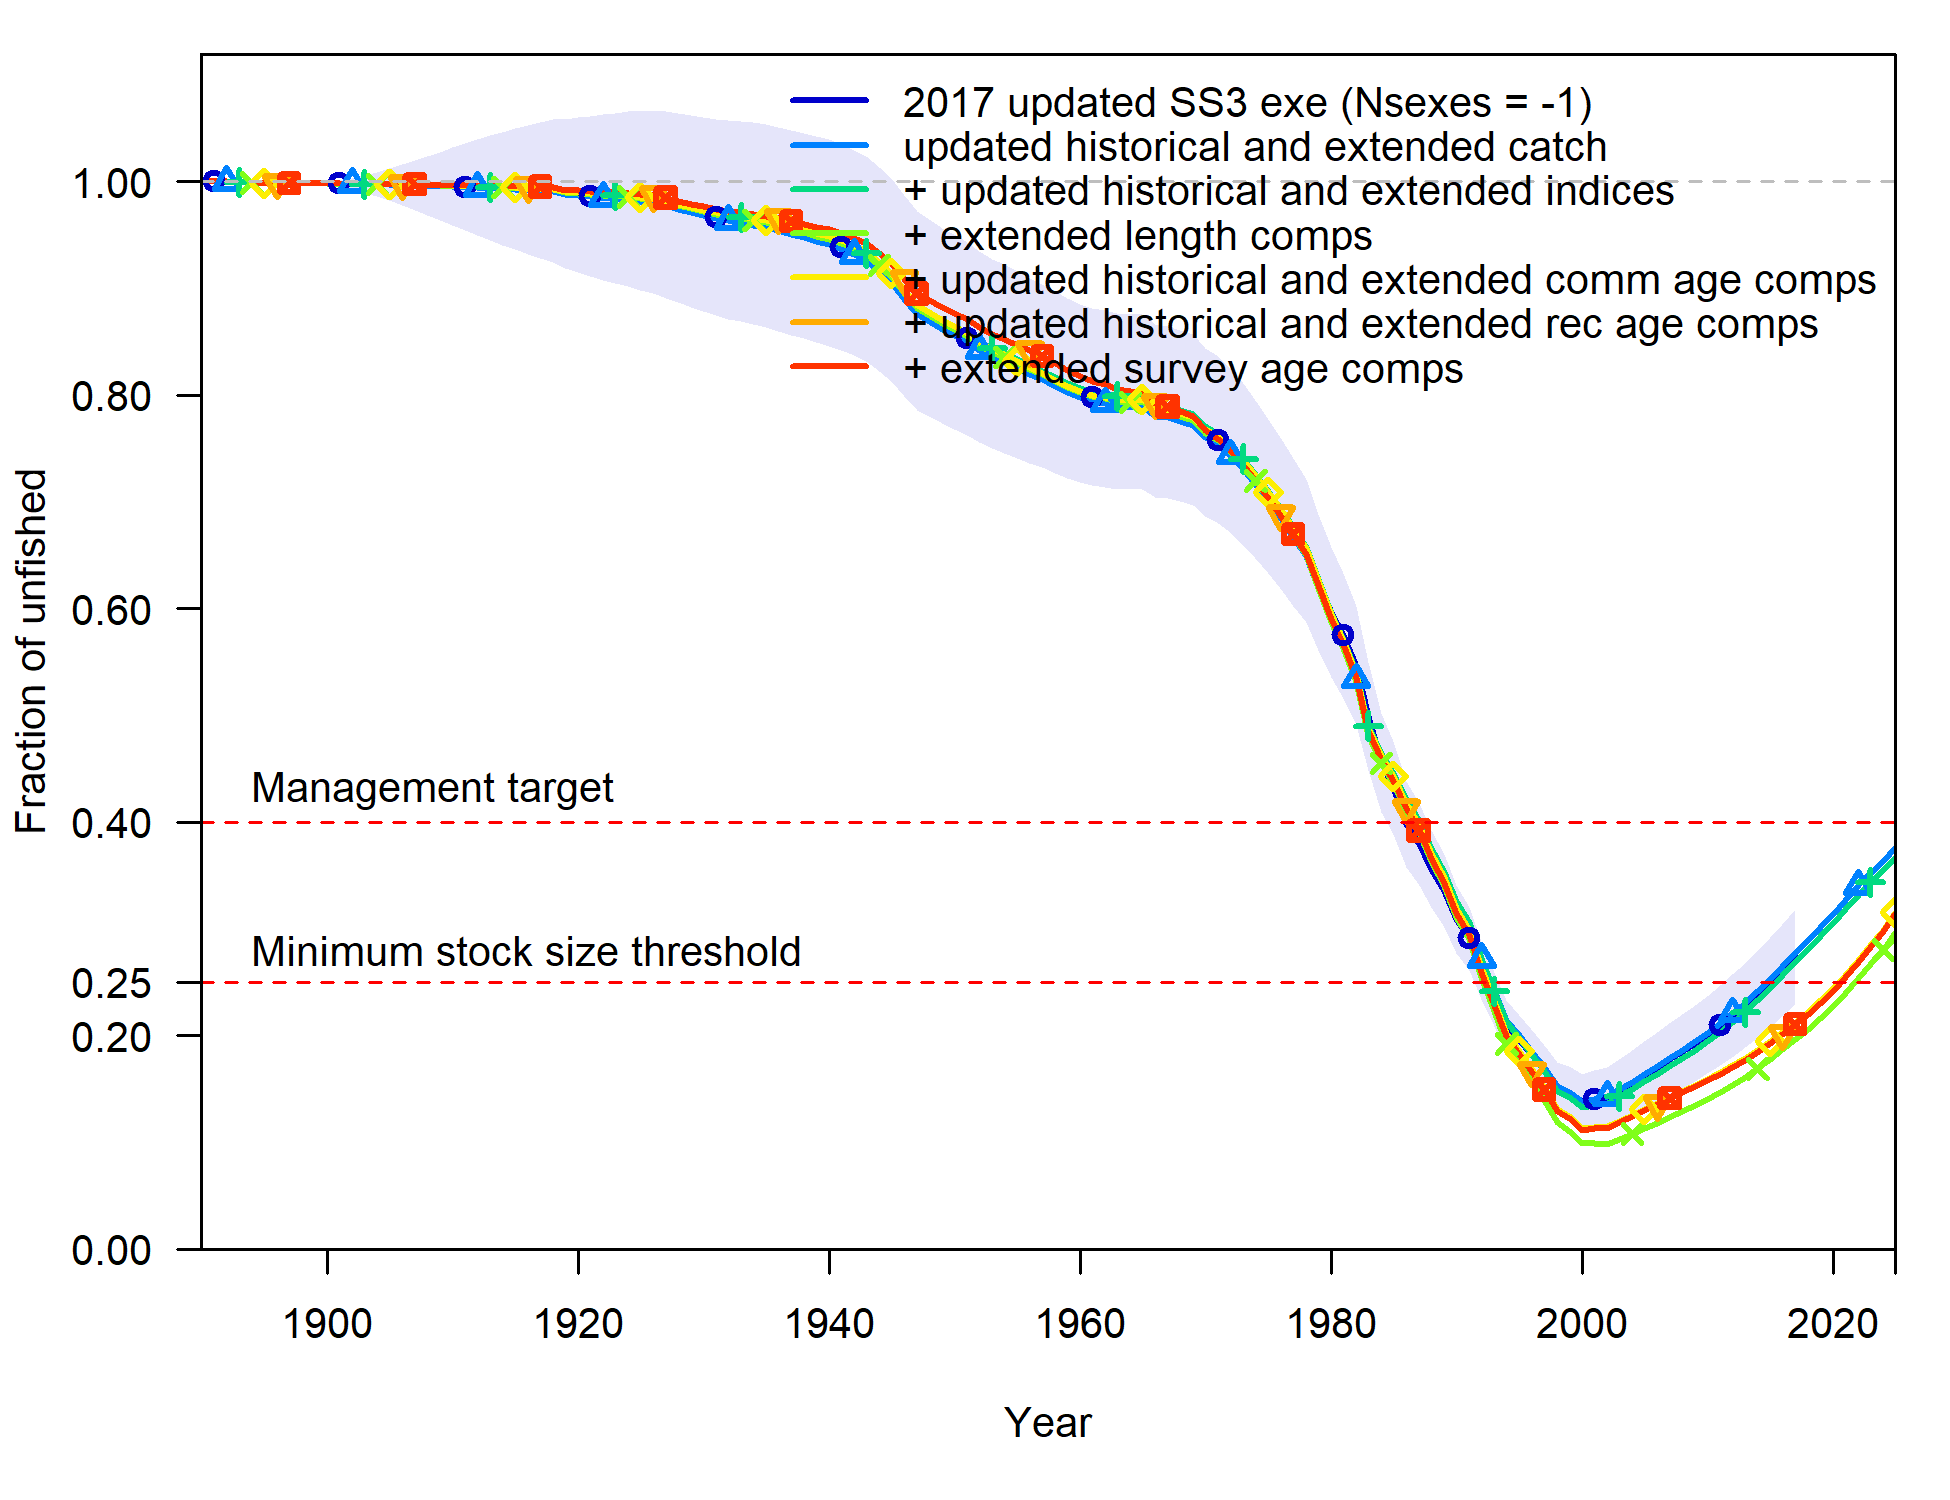 2017 updated SS3 exe (Nsexes = -1)
updated historical and extended catch
+ updated historical and extended indices
+ extended length comps
+ updated historical and extended comm age comps
+ updated historical and extended rec age comps
+ extended survey age comps
1.00
0.80
0.60
0.40
0.25
0.20
0.00
Fraction of unfished
Management target
Minimum stock size threshold
1900
1920
1940
1960
1980
2000
2020
Year